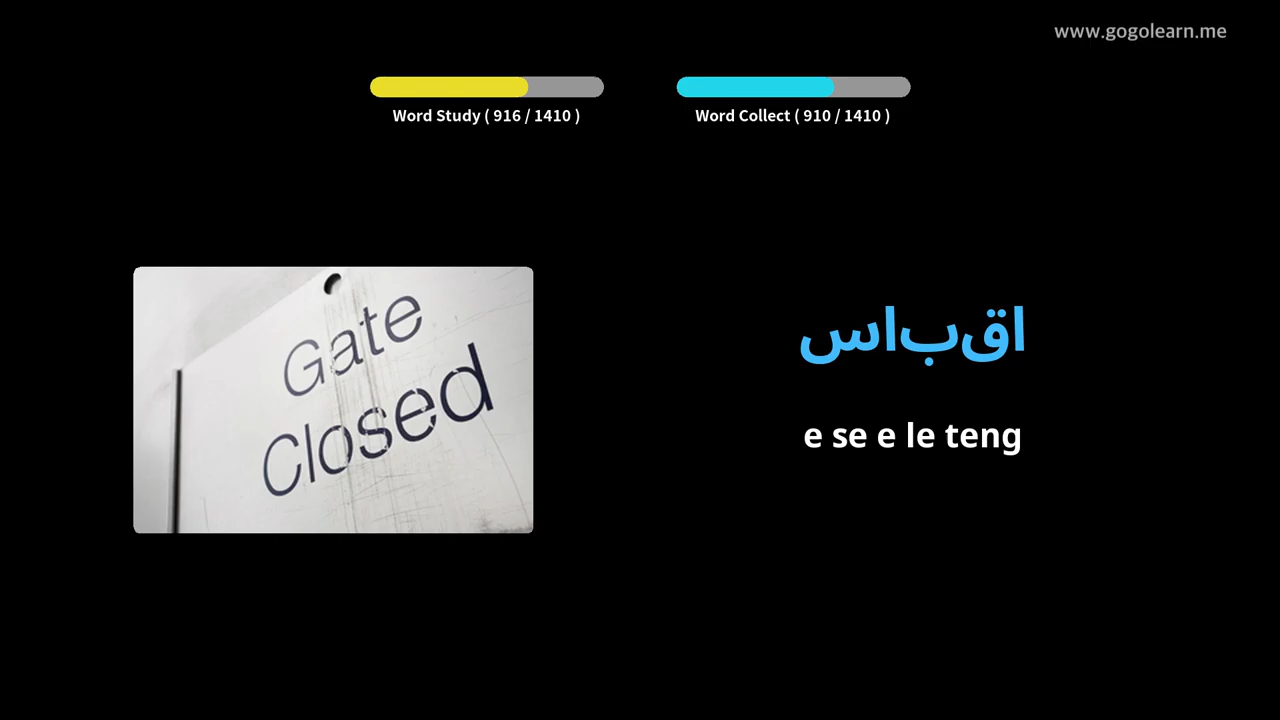 www.gogolearn.me
Word Study ( 916 / 1410 )
Word Collect ( 910 / 1410 )
Gate
Closed
اقباس
e se e le teng